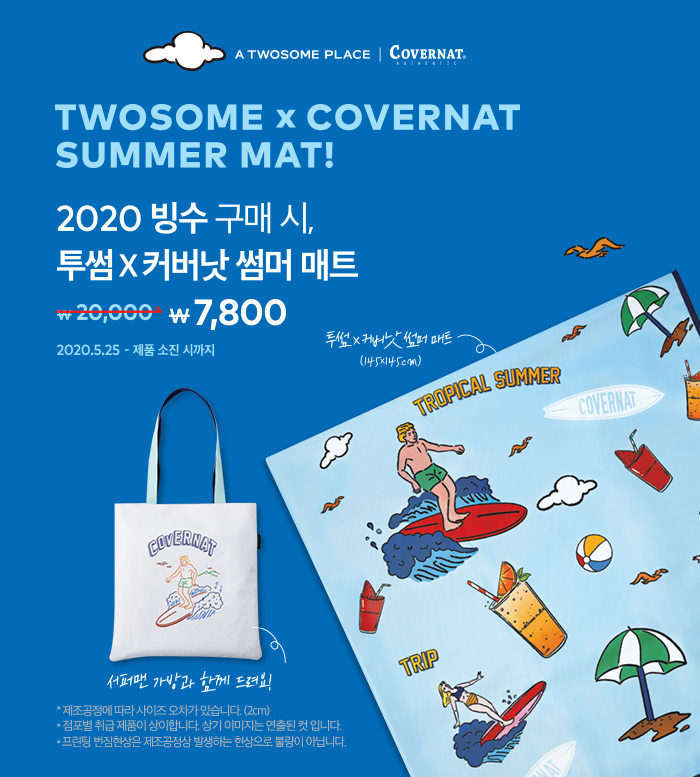 A TWOSOME PLACE | COVERNAT®
AUTHENTIC
TWOSOME x COVERNAT
SUMMER MAT!
2020 빙수 구매 시,
투썸 X 커버낫 썸머 매트
₩ 20,000 ₩ 7,800
2020.5.25 - 제품 소진 시까지
투썸 x 커버낫 썸머 매트
(145x145cm)
TROPICAL SUMMER
COVERNAT
COVERNAT
TRIP
서퍼맨 가방과 함께 드려요!
* 제조공정에 따라 사이즈 오차가 있습니다. (2cm)
* 점포별 취급 제품이 상이합니다. 상기 이미지는 연출된 컷 입니다.
* 프린팅 번짐현상은 제조공정상 발생하는 현상으로 불량이 아닙니다.